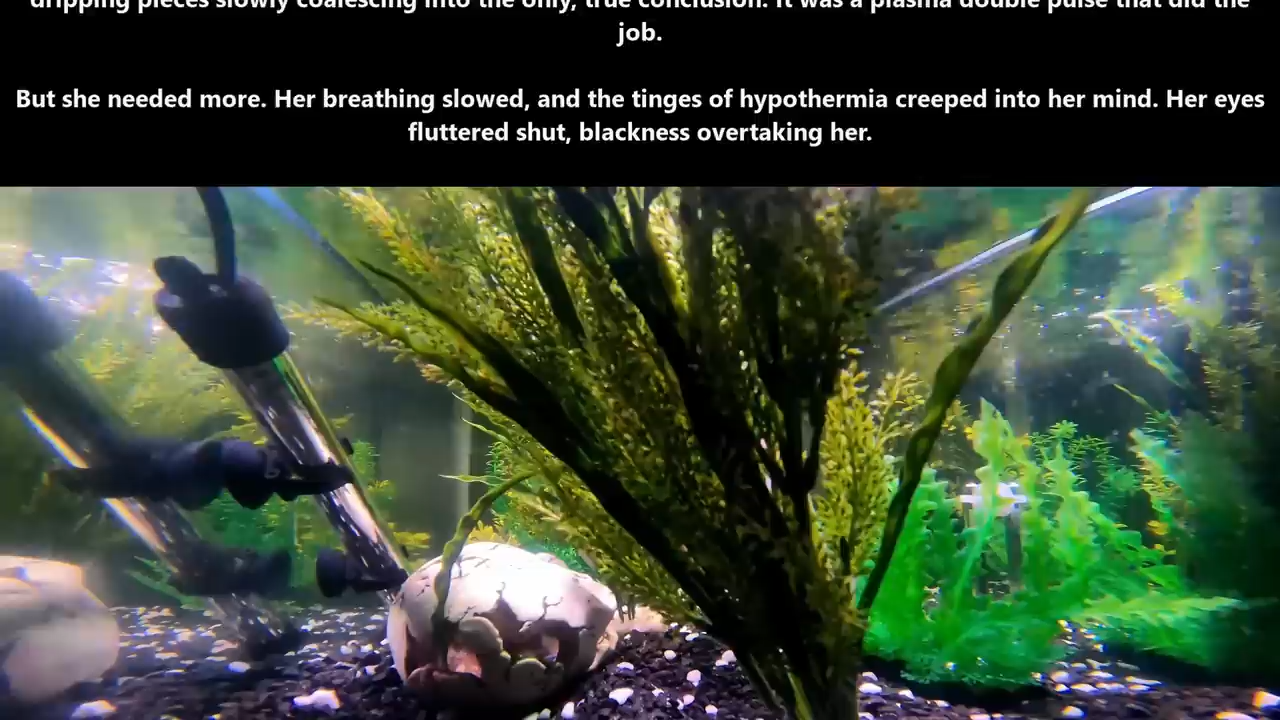 dripping pieces slowly coalescing into the only, true conclusion. It was a plasma double pulse that did the
job.
But she needed more. Her breathing slowed, and the tinges of hypothermia creeped into her mind. Her eyes
fluttered shut, blackness overtaking her.